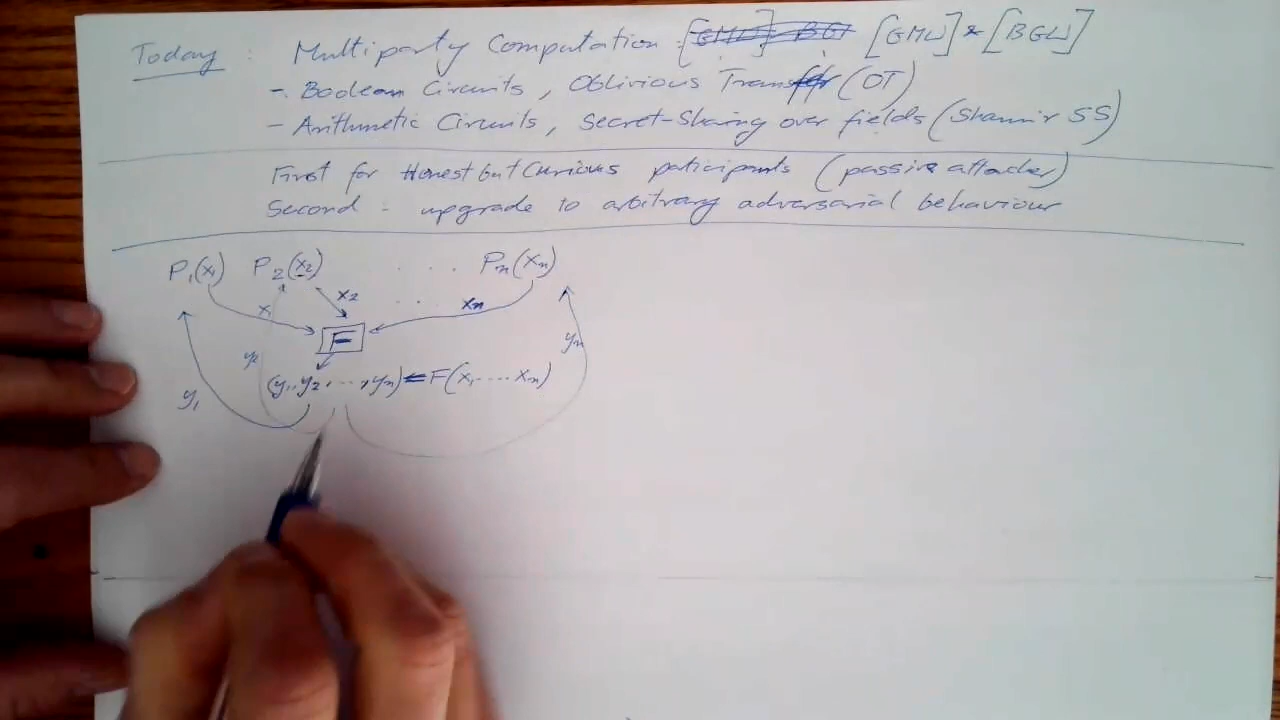 Today : Multiparty Computation : [GMW] BG [GMW] & [BGW]
- Boolean Circuits, Oblivious Transfer (OT)
- Arithmetic Circuits, Secret-Sharing over fields (Shamir SS)
First for Honest but Curious participants (passive attacker)
Second - upgrade to arbitrary adversarial behaviour
P1(x1) P2(x2) . . . Pn(xn)
x x2 . . . xn
F
y2 yn
(y1, y2, ..., yn) ⇐ F(x1 .... xn)
y1